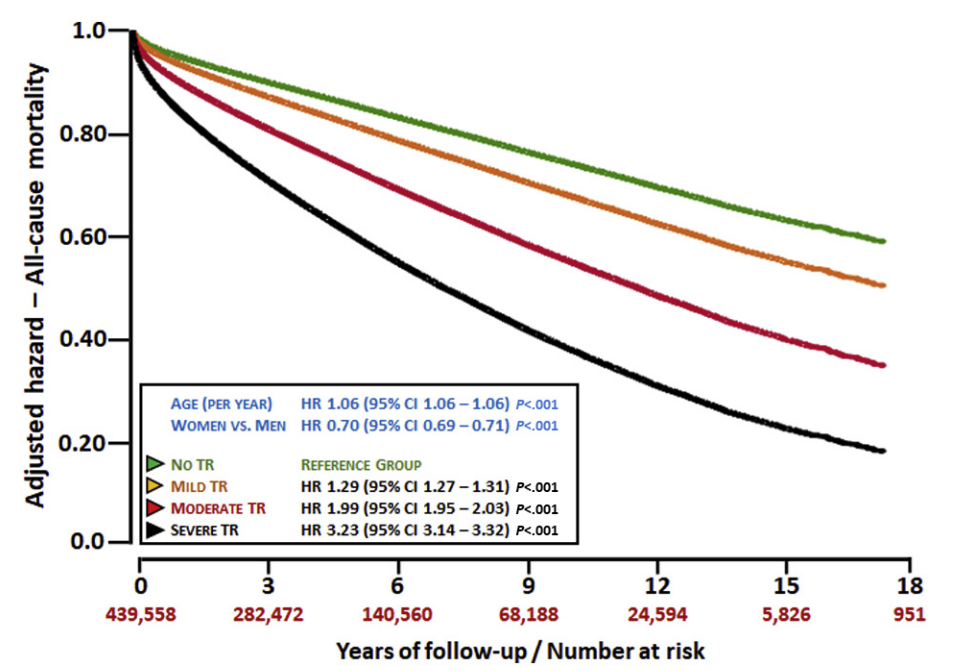 Adjusted hazard – All-cause mortality
1.0
0.80
0.60
0.40
0.20
0.0
AGE (PER YEAR) HR 1.06 (95% CI 1.06 – 1.06) P<.001
WOMEN VS. MEN HR 0.70 (95% CI 0.69 – 0.71) P<.001
NO TR REFERENCE GROUP
MILD TR HR 1.29 (95% CI 1.27 – 1.31) P<.001
MODERATE TR HR 1.99 (95% CI 1.95 – 2.03) P<.001
SEVERE TR HR 3.23 (95% CI 3.14 – 3.32) P<.001
0 3 6 9 12 15 18
439,558 282,472 140,560 68,188 24,594 5,826 951
Years of follow-up / Number at risk